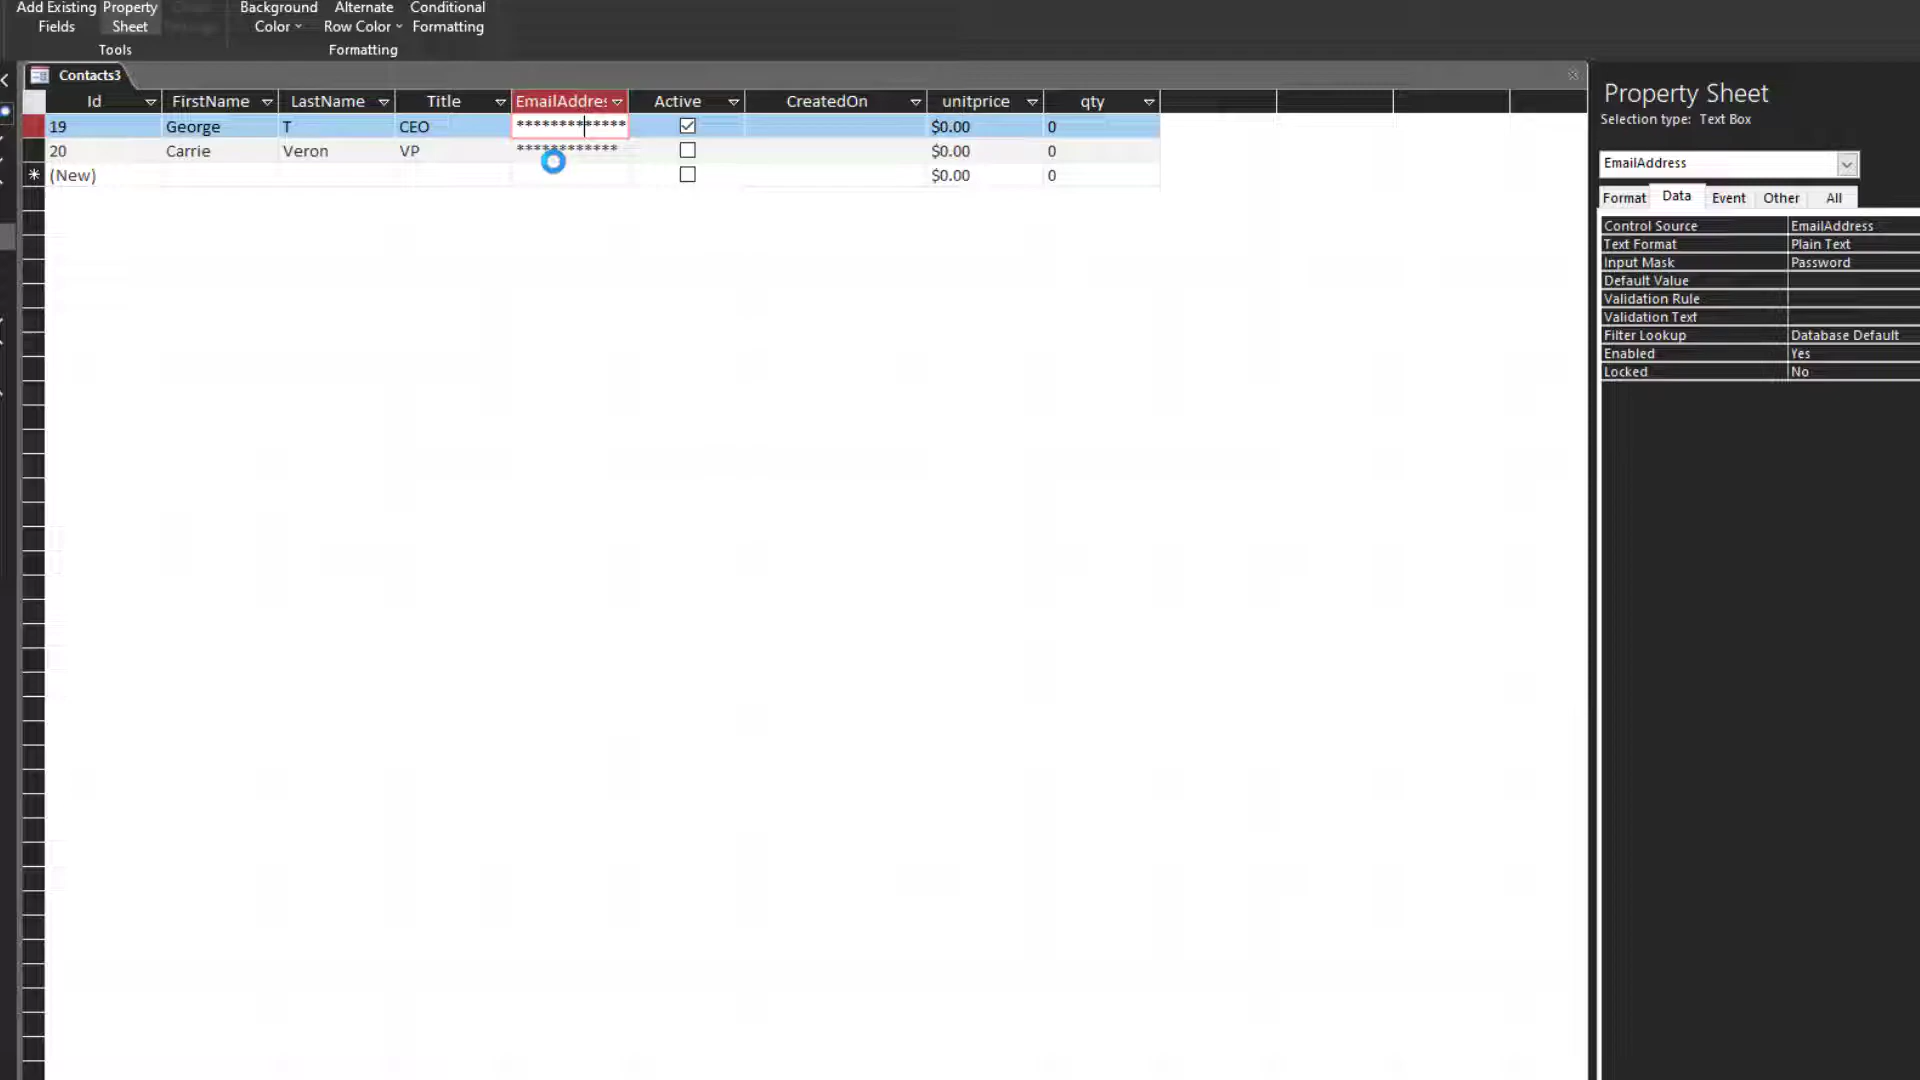 Add Existing Fields
Property Sheet
Background Color
Alternate Row Color
Conditional Formatting
Tools
Formatting
Contacts3
Id FirstName LastName Title EmailAddres Active CreatedOn unitprice qty
19 George T CEO ************* $0.00 0
20 Carrie Veron VP ************ $0.00 0
* (New) $0.00 0
Property Sheet
Selection type: Text Box
EmailAddress
Format Data Event Other All
Control Source EmailAddress
Text Format Plain Text
Input Mask Password
Default Value
Validation Rule
Validation Text
Filter Lookup Database Default
Enabled Yes
Locked No